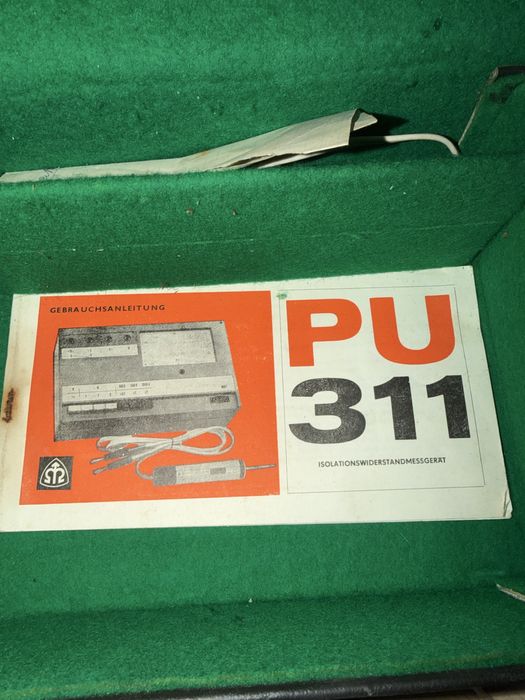 GEBRAUCHSANLEITUNG
PU
311
ISOLATIONSWIDERSTANDMESSGERÄT